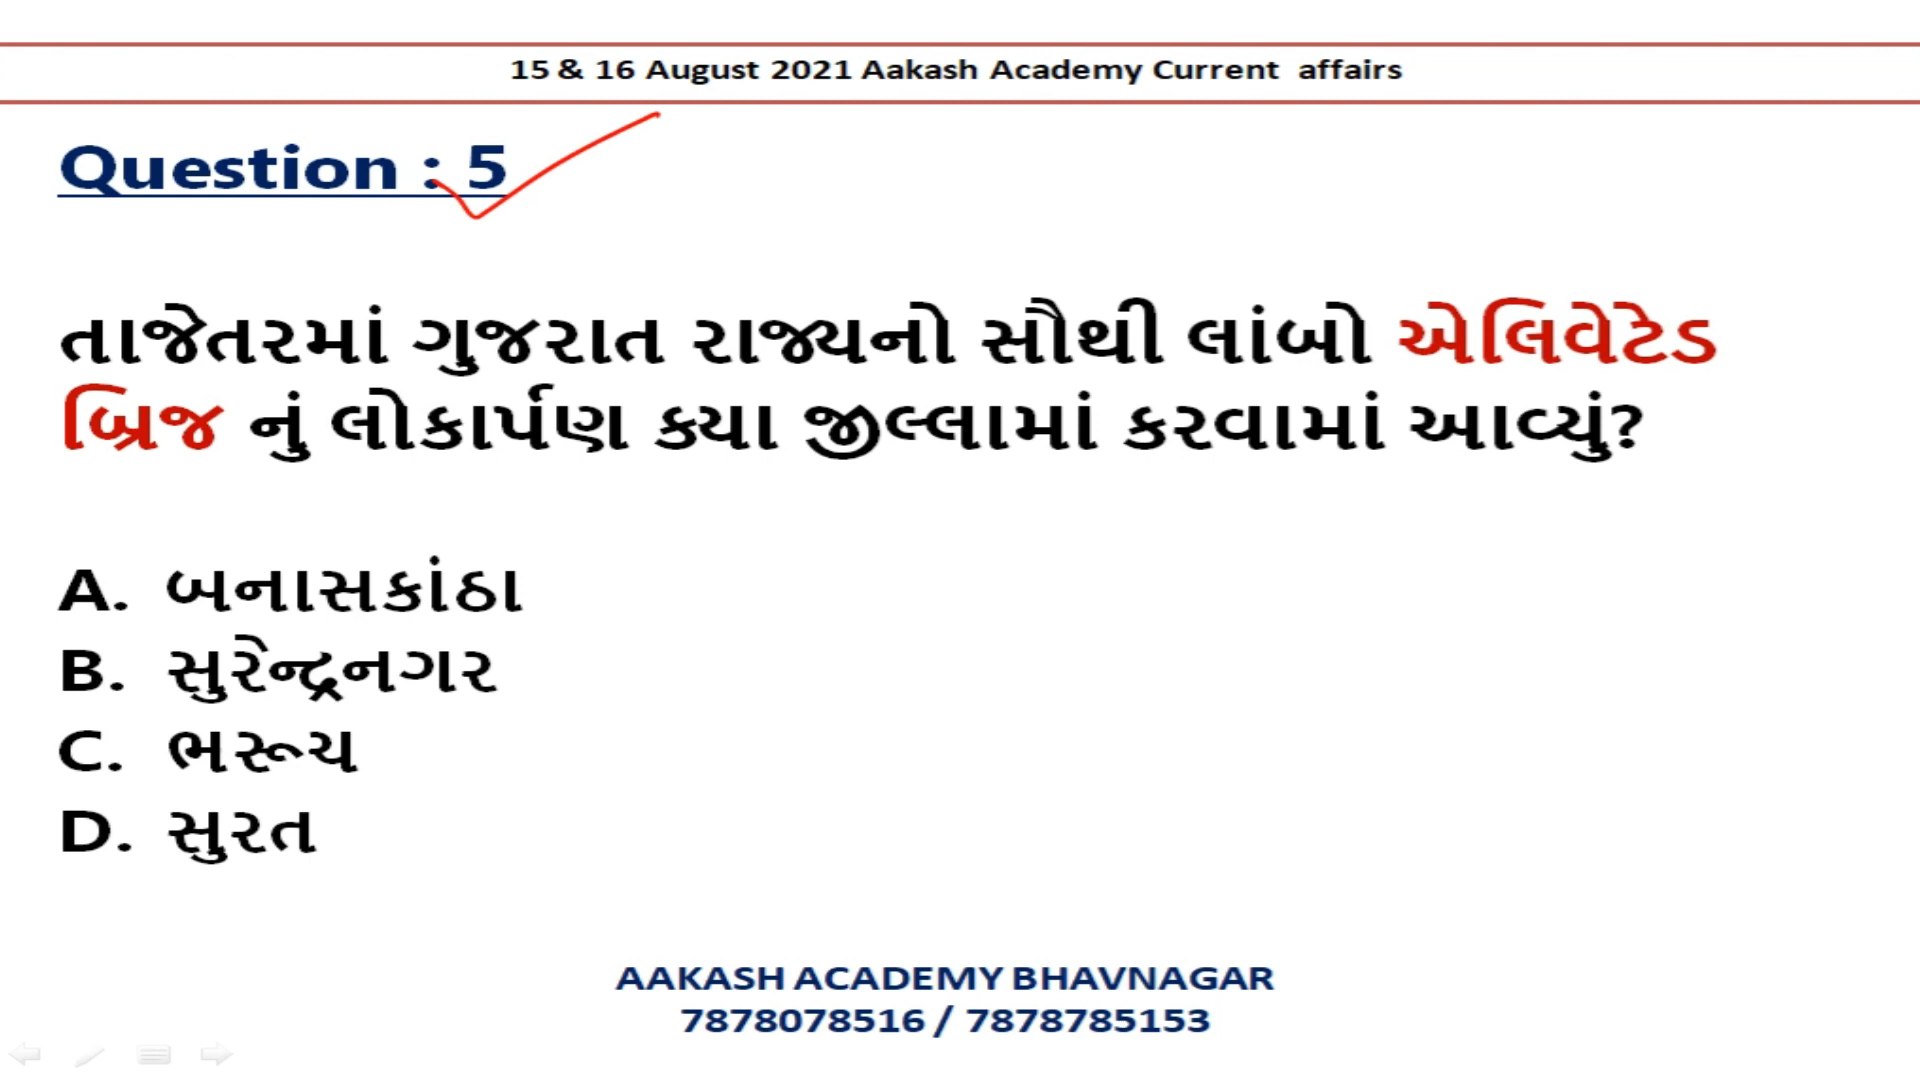 15 & 16 August 2021 Aakash Academy Current affairs
Question : 5
તાજેતરમાં ગુજરાત રાજ્યનો સૌથી લાંબો એલિવેટેડ
બ્રિજ નું લોકાર્પણ ક્યા જીલ્લામાં કરવામાં આવ્યું?
A. બનાસકાંઠા
B. સુરેન્દ્રનગર
C. ભરૂચ
D. સુરત
AAKASH ACADEMY BHAVNAGAR
7878078516 / 7878785153